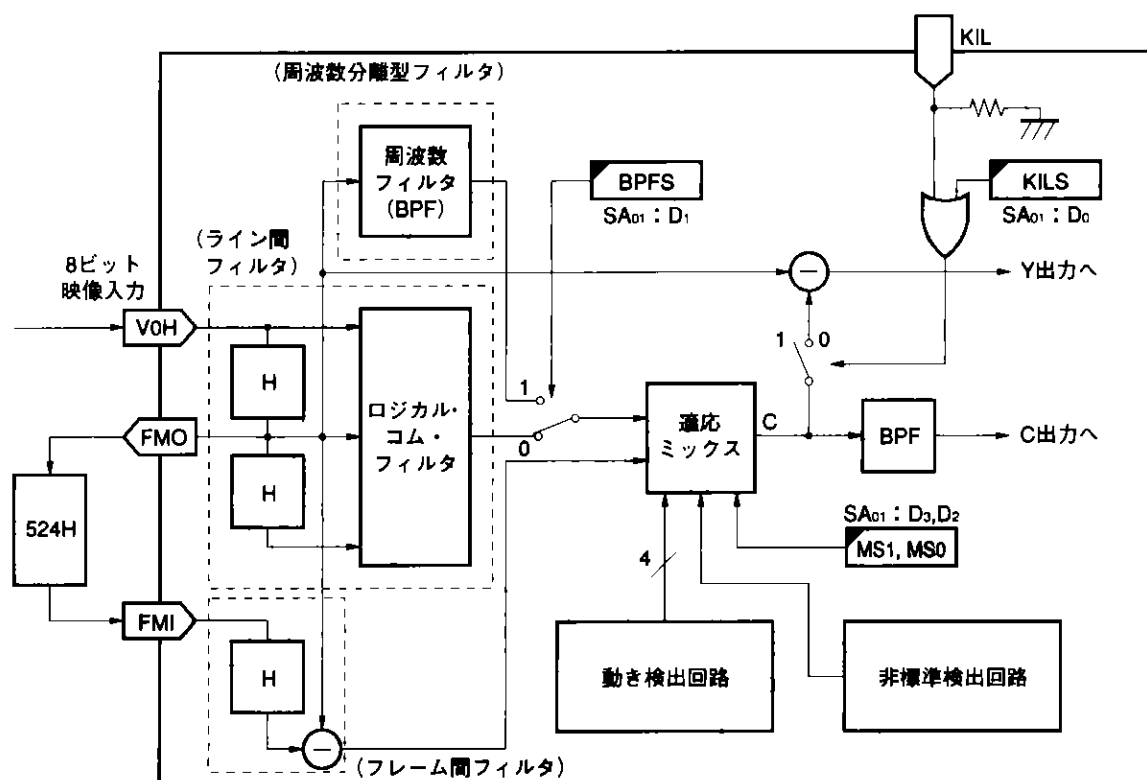 KIL
(周波数分離型フィルタ)
周波数
フィルタ
(BPF)
BPFS
SA01:D1
KILS
SA01:D0
(ライン間
フィルタ)
8ビット
映像入力
V0H
H
FMO
H
524H
FMI
H
ロジカル・
コム・
フィルタ
1
0
適応
ミックス
C
1
0
−
Y出力へ
BPF
C出力へ
SA01:D3,D2
MS1, MS0
4
動き検出回路
非標準検出回路
−
(フレーム間フィルタ)